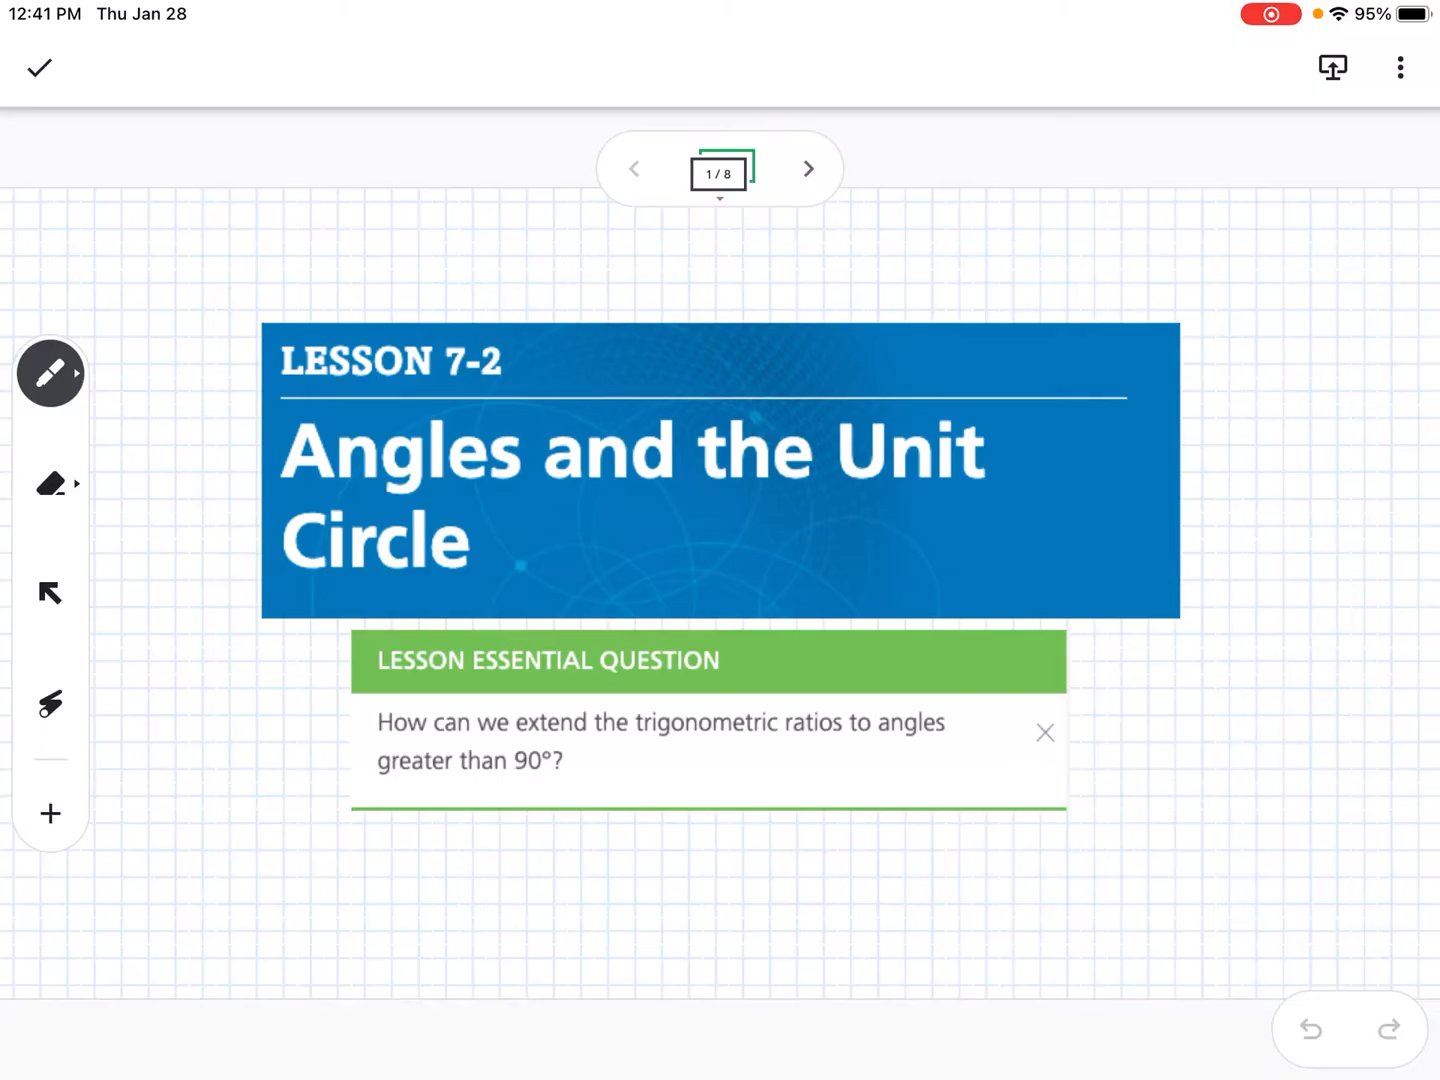 12:41 PM Thu Jan 28
95%
1 / 8
LESSON 7-2
Angles and the Unit
Circle
LESSON ESSENTIAL QUESTION
How can we extend the trigonometric ratios to angles
greater than 90°?